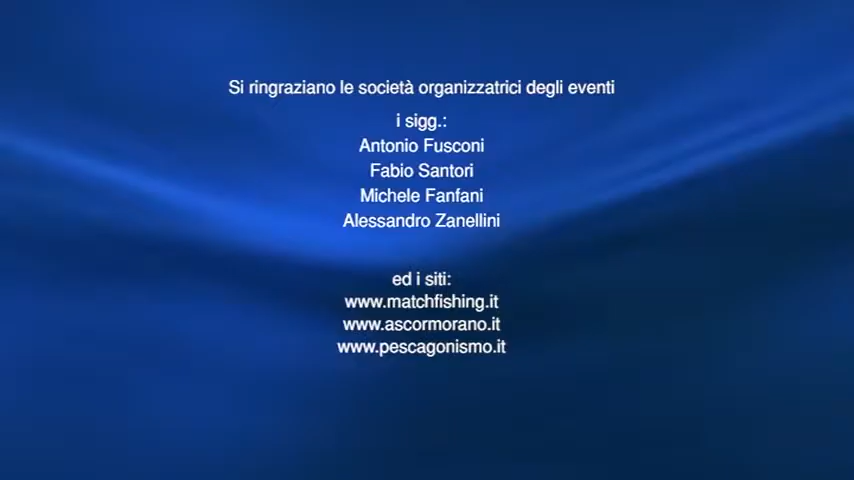 Si ringraziano le società organizzatrici degli eventi
i sigg.:
Antonio Fusconi
Fabio Santori
Michele Fanfani
Alessandro Zanellini
ed i siti:
www.matchfishing.it
www.ascormorano.it
www.pescagonismo.it